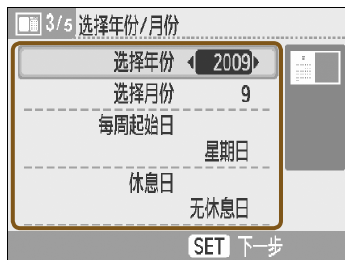 3/5 选择年份/月份
选择年份 2009
选择月份 9
每周起始日
星期日
休息日
无休息日
SET 下一步